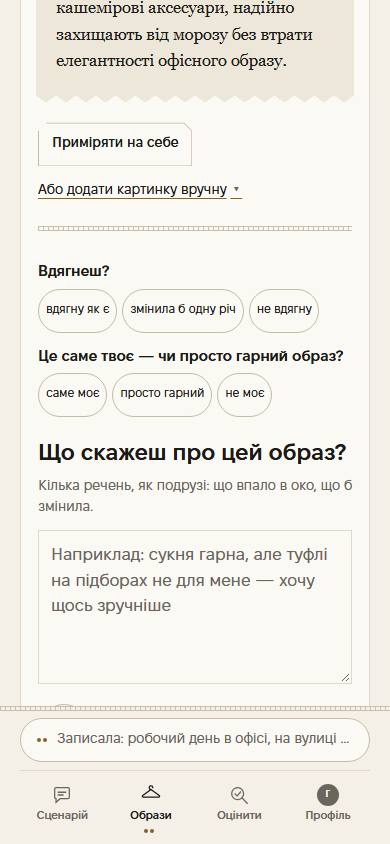 кашемірові аксесуари, надійно
захищають від морозу без втрати
елегантності офісного образу.
Приміряти на себе
Або додати картинку вручну ▾
Вдягнеш?
вдягну як є
змінила б одну річ
не вдягну
Це саме твоє — чи просто гарний образ?
саме моє
просто гарний
не моє
Що скажеш про цей образ?
Кілька речень, як подрузі: що впало в око, що б
змінила.
Наприклад: сукня гарна, але туфлі
на підборах не для мене — хочу
щось зручніше
Записала: робочий день в офісі, на вулиці ...
Сценарій
Образи
Оцінити
Г
Профіль